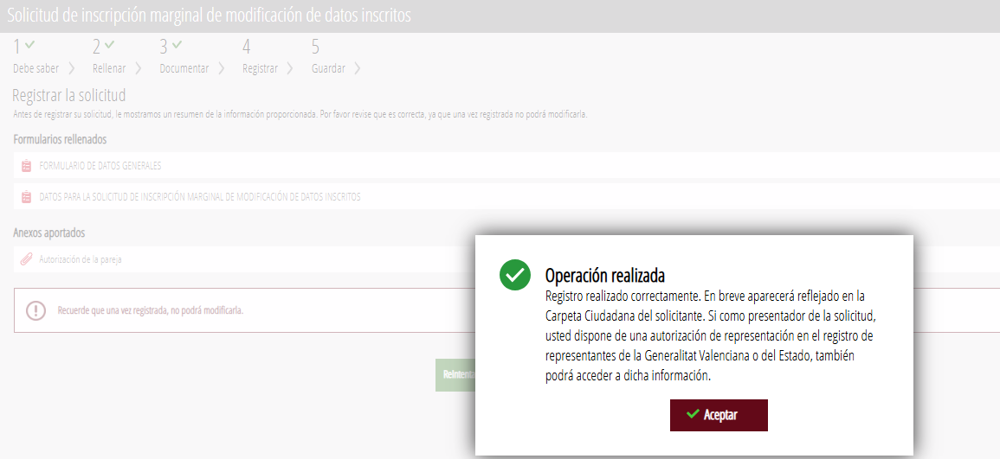 Solicitud de inscripción marginal de modificación de datos inscritos
1 2 3 4 5
Debe saber Rellenar Documentar Registrar Guardar
Registrar la solicitud
Antes de registrar su solicitud, le mostramos un resumen de la información proporcionada. Por favor revise que es correcta, ya que una vez registrada no podrá modificarla.
Formularios rellenados
FORMULARIO DE DATOS GENERALES
DATOS PARA LA SOLICITUD DE INSCRIPCIÓN MARGINAL DE MODIFICACIÓN DE DATOS INSCRITOS
Anexos aportados
Autorización de la pareja
Recuerde que una vez registrada, no podrá modificarla.
Operación realizada
Registro realizado correctamente. En breve aparecerá reflejado en la
Carpeta Ciudadana del solicitante. Si como presentador de la solicitud,
usted dispone de una autorización de representación en el registro de
representantes de la Generalitat Valenciana o del Estado, también
podrá acceder a dicha información.
Aceptar